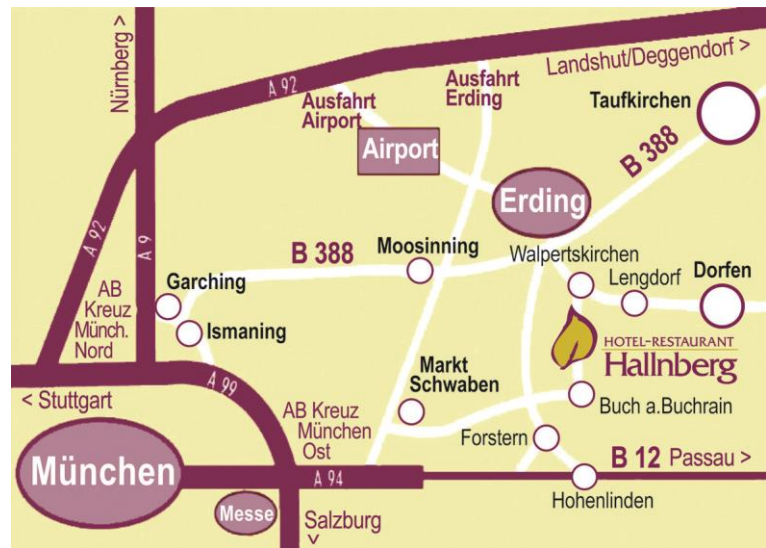 Nürnberg >
A 92
Landshut/Deggendorf >
Ausfahrt
Airport
Ausfahrt
Erding
Taufkirchen
Airport
B 388
Erding
A 92
A 9
B 388
Moosinning
Walpertskirchen
Garching
Lengdorf
Dorfen
AB
Kreuz
Münch.
Nord
Ismaning
HOTEL-RESTAURANT
Hallnberg
Markt
Schwaben
A 99
< Stuttgart
AB Kreuz
München
Ost
Buch a.Buchrain
Forstern
München
A 94
B 12 Passau >
Hohenlinden
Messe
Salzburg
>